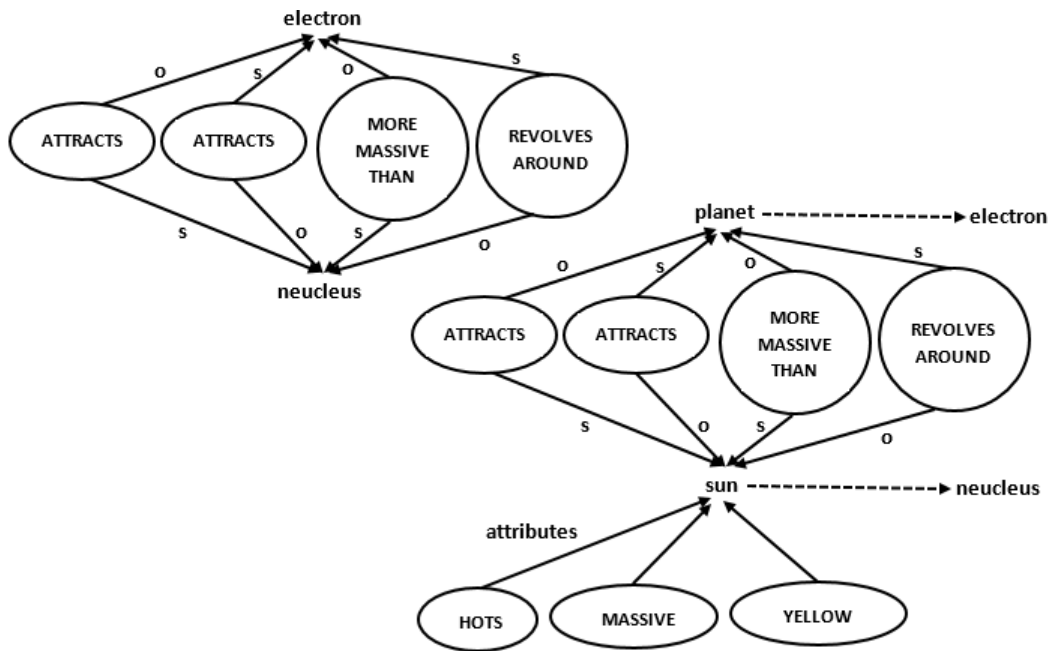 electron
O
S
O
S
ATTRACTS
ATTRACTS
MORE
MASSIVE
THAN
REVOLVES
AROUND
S
O
S
O
neucleus
planet
electron
O
S
O
S
ATTRACTS
ATTRACTS
MORE
MASSIVE
THAN
REVOLVES
AROUND
S
O
S
O
sun
neucleus
attributes
HOTS
MASSIVE
YELLOW